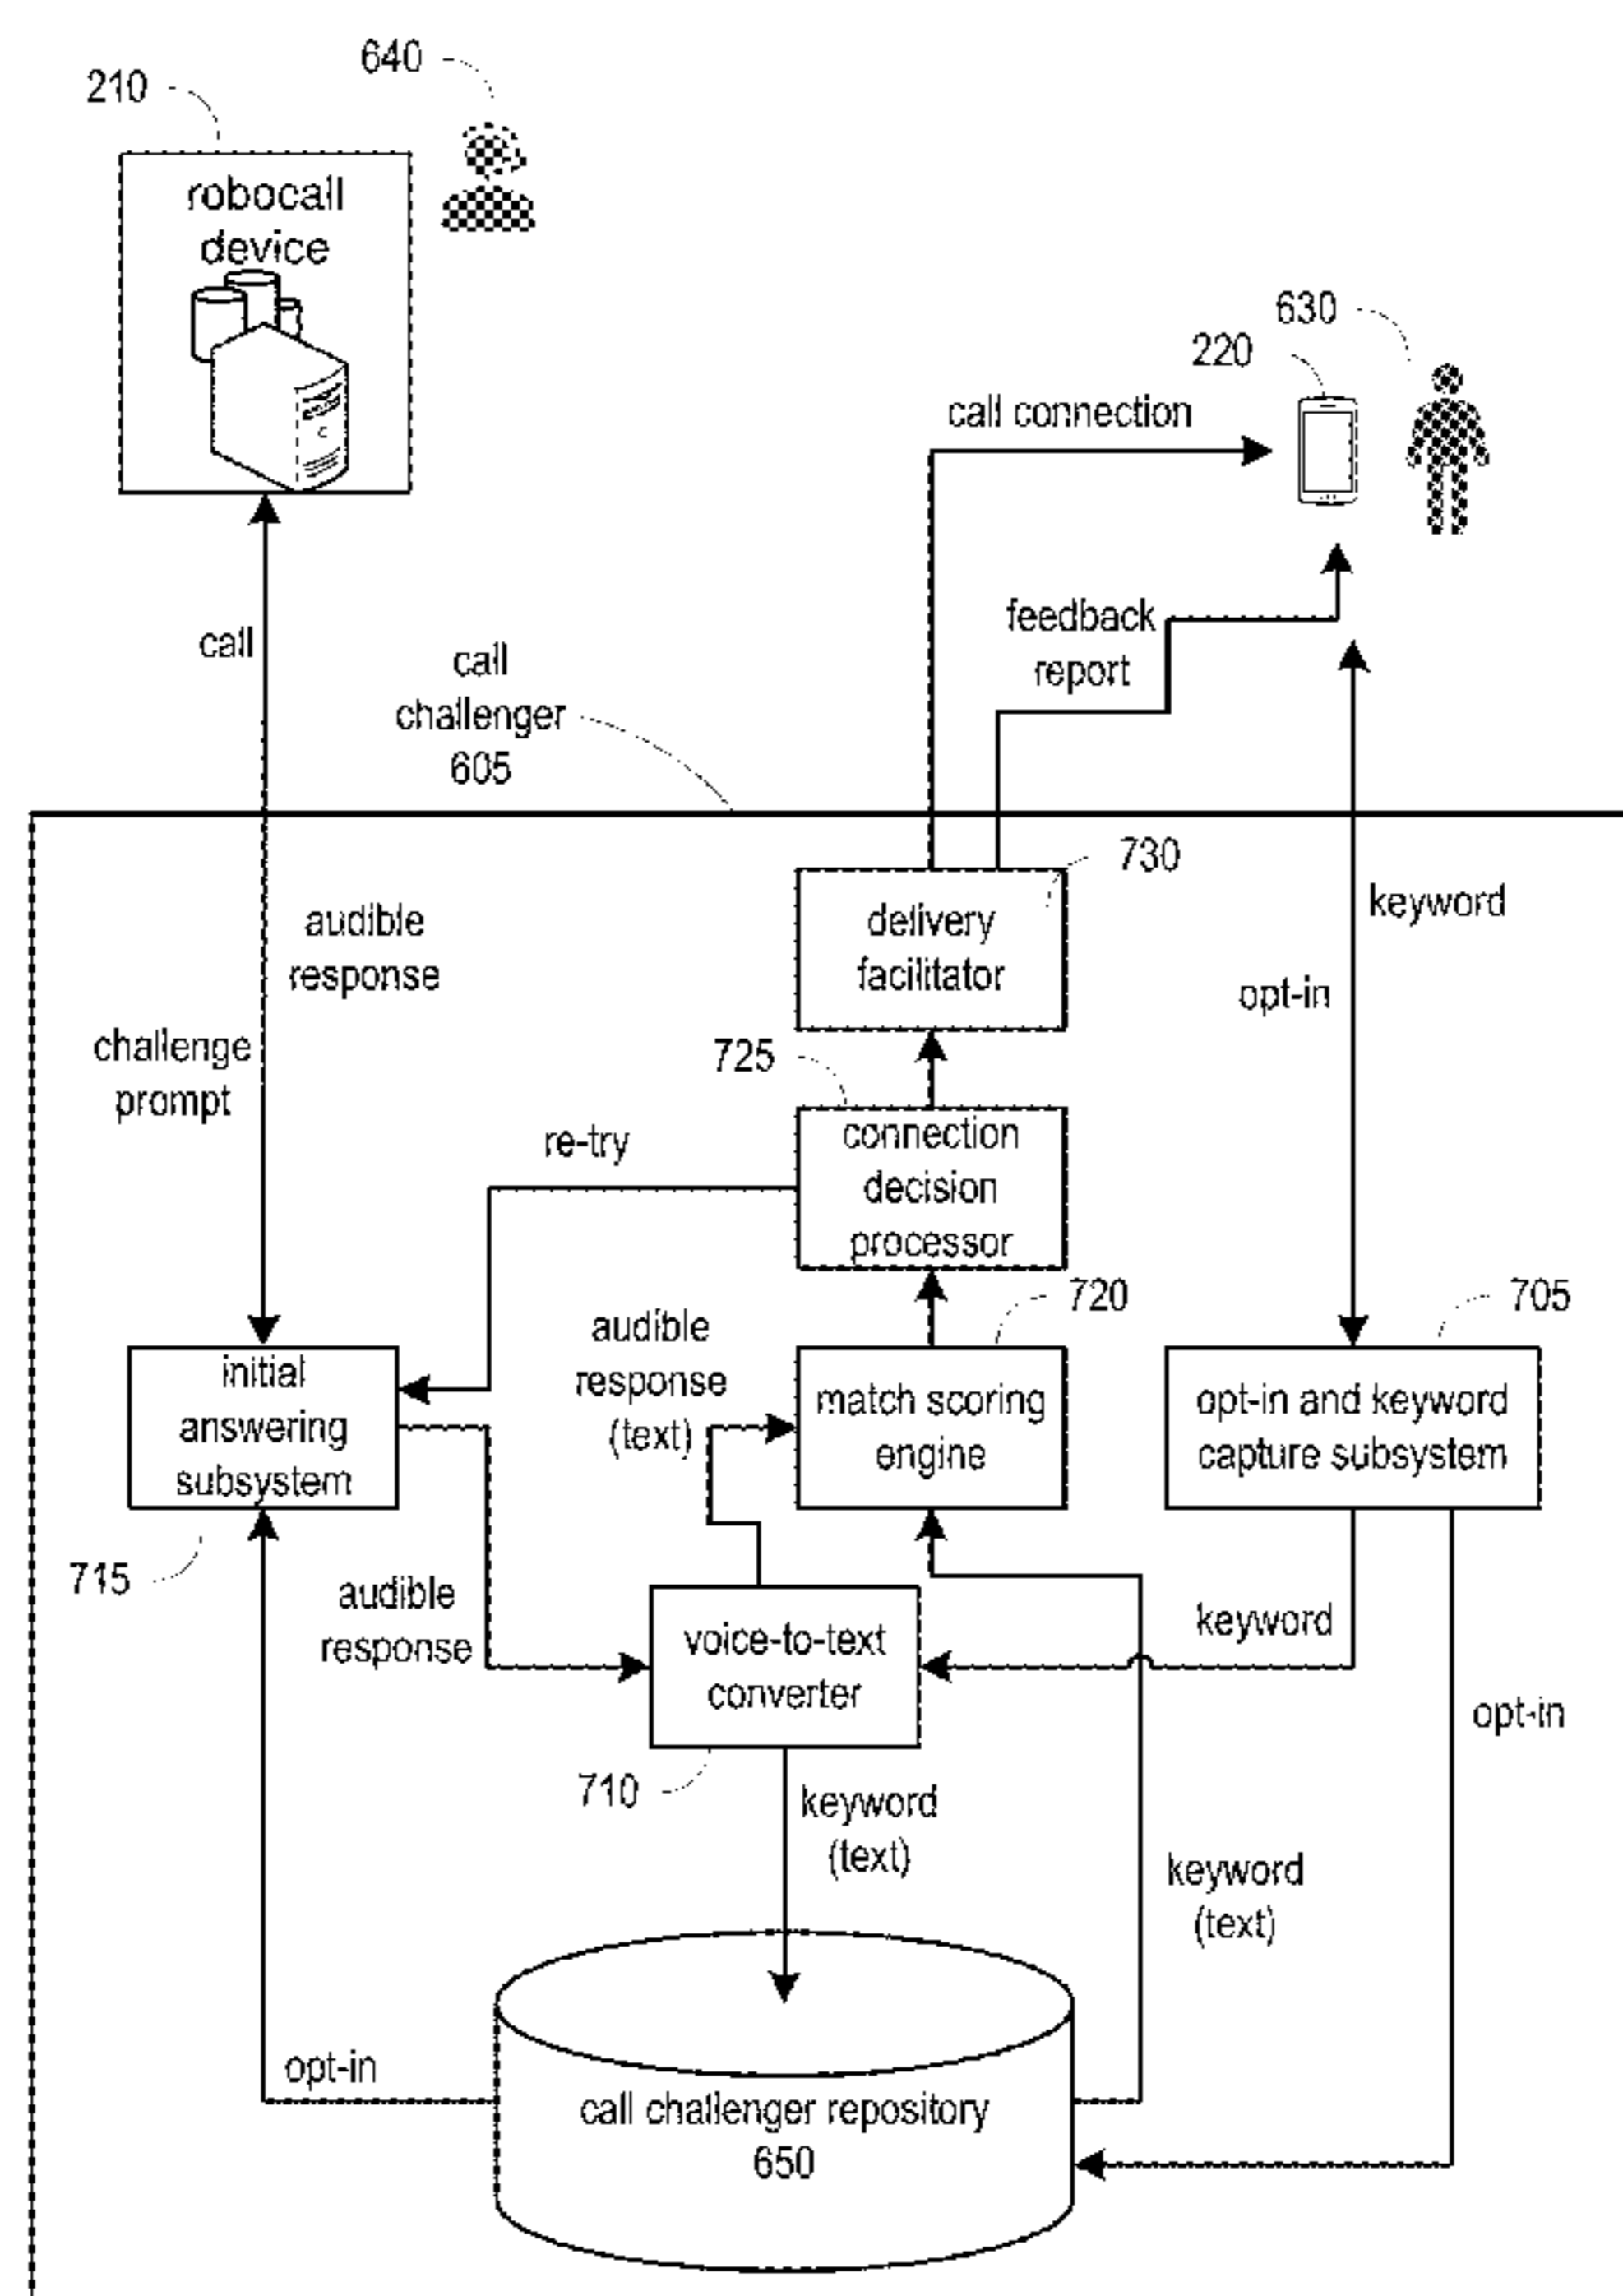 640
210
robocall
device
630
220
call connection
feedback
report
call
call
challenger
605
730
delivery
facilitator
keyword
audible
response
opt-in
challenge
prompt
725
connection
decision
processor
re-try
720
705
audible
response
(text)
initial
answering
subsystem
match scoring
engine
opt-in and keyword
capture subsystem
715
audible
response
voice-to-text
converter
keyword
opt-in
710
keyword
(text)
keyword
(text)
opt-in
call challenger repository
650